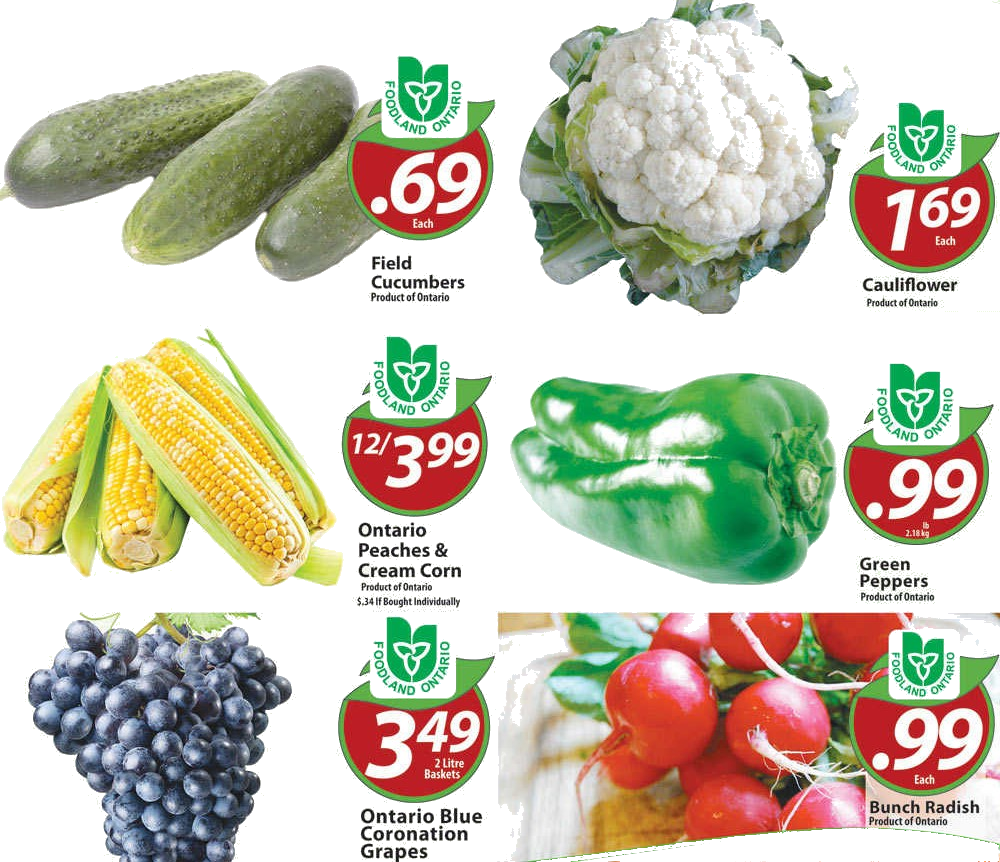 FOODLAND ONTARIO
.69
Each
Field
Cucumbers
Product of Ontario
FOODLAND ONTARIO
1 69
Each
Cauliflower
Product of Ontario
FOODLAND ONTARIO
12/3 99
Ontario
Peaches &
Cream Corn
Product of Ontario
$.34 If Bought Individually
FOODLAND ONTARIO
.99
lb
2.18 kg
Green
Peppers
Product of Ontario
FOODLAND ONTARIO
3 49
2 Litre
Baskets
Ontario Blue
Coronation
Grapes
FOODLAND ONTARIO
.99
Each
Bunch Radish
Product of Ontario